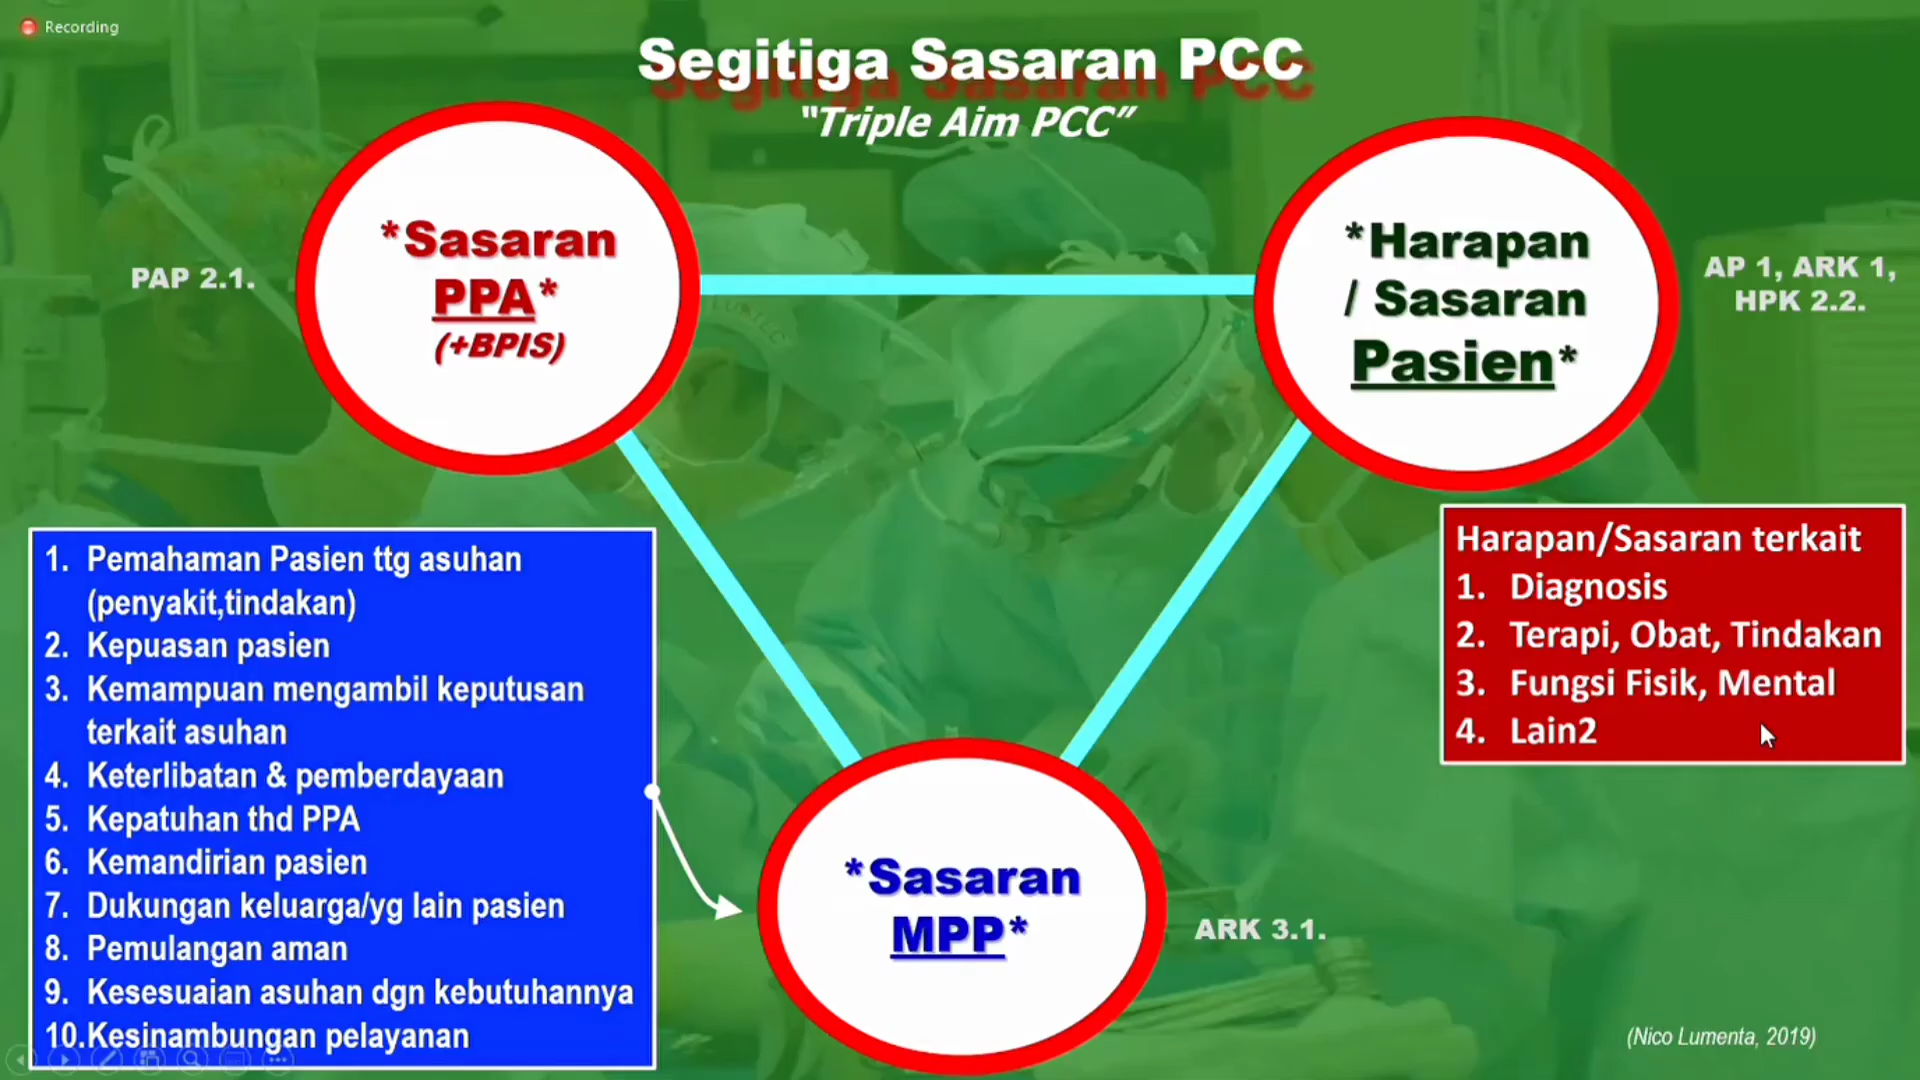 Recording
Segitiga Sasaran PCC
"Triple Aim PCC"
*Sasaran
PPA*
(+BPIS)
PAP 2.1.
*Harapan
/ Sasaran
Pasien*
AP 1, ARK 1,
HPK 2.2.
1. Pemahaman Pasien ttg asuhan
(penyakit,tindakan)
2. Kepuasan pasien
3. Kemampuan mengambil keputusan
terkait asuhan
4. Keterlibatan & pemberdayaan
5. Kepatuhan thd PPA
6. Kemandirian pasien
7. Dukungan keluarga/yg lain pasien
8. Pemulangan aman
9. Kesesuaian asuhan dgn kebutuhannya
10.Kesinambungan pelayanan
Harapan/Sasaran terkait
1. Diagnosis
2. Terapi, Obat, Tindakan
3. Fungsi Fisik, Mental
4. Lain2
*Sasaran
MPP*
ARK 3.1.
(Nico Lumenta, 2019)